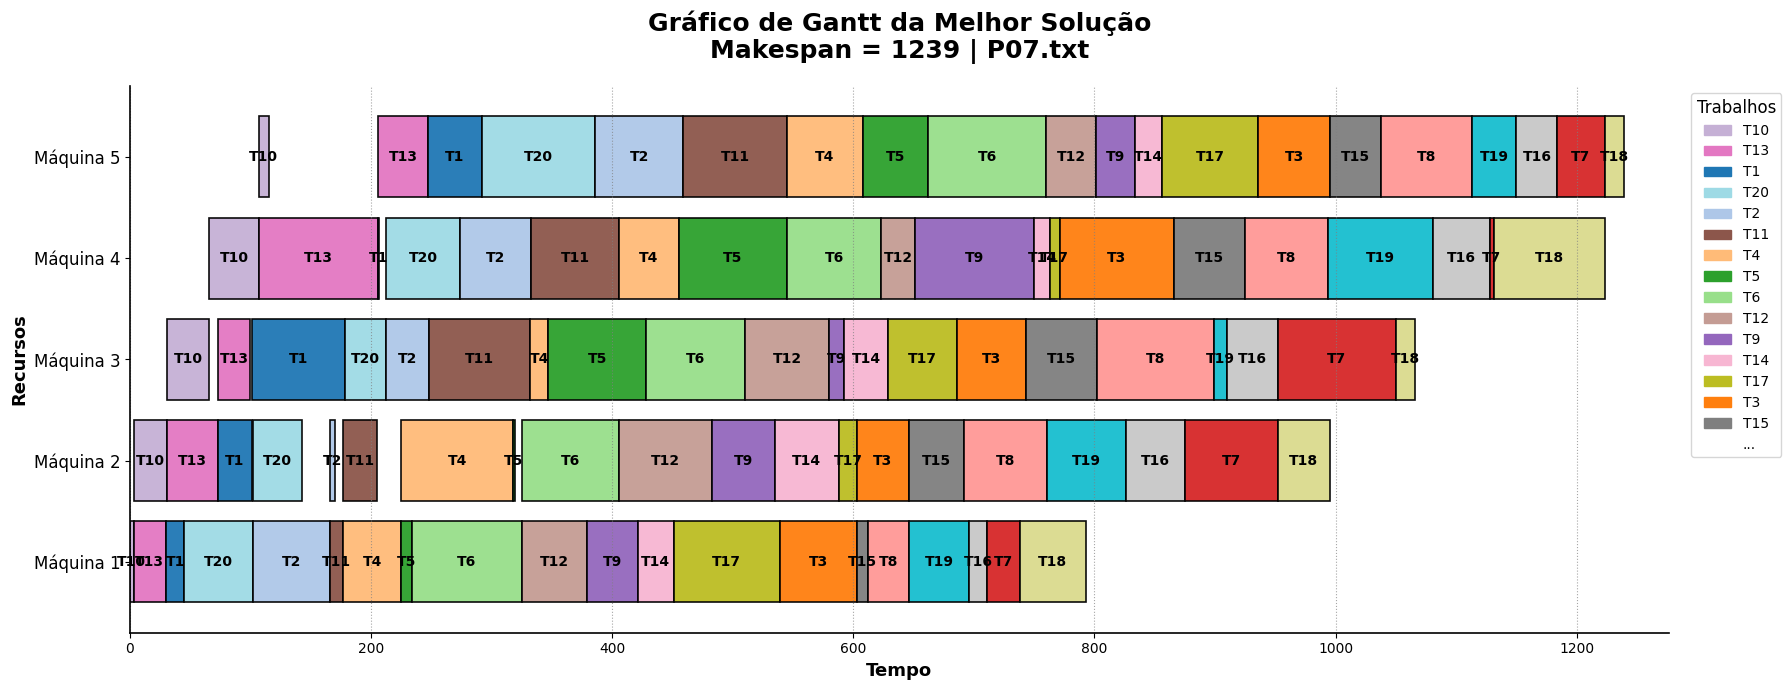 Gráfico de Gantt da Melhor Solução
Makespan = 1239 | P07.txt
Recursos
Máquina 5
T10 T13 T1 T20 T2 T11 T4 T5 T6 T12 T9 T14 T17 T3 T15 T8 T19 T16 T7 T18
Máquina 4
T10 T13 T1 T20 T2 T11 T4 T5 T6 T12 T9 T14 T17 T3 T15 T8 T19 T16 T7 T18
Máquina 3
T10 T13 T1 T20 T2 T11 T4 T5 T6 T12 T9 T14 T17 T3 T15 T8 T19 T16 T7 T18
Máquina 2
T10 T13 T1 T20 T2 T11 T4 T5 T6 T12 T9 T14 T17 T3 T15 T8 T19 T16 T7 T18
Máquina 1
T10 T13 T1 T20 T2 T11 T4 T5 T6 T12 T9 T14 T17 T3 T15 T8 T19 T16 T7 T18
0 200 400 600 800 1000 1200
Tempo
Trabalhos
T10
T13
T1
T20
T2
T11
T4
T5
T6
T12
T9
T14
T17
T3
T15
...